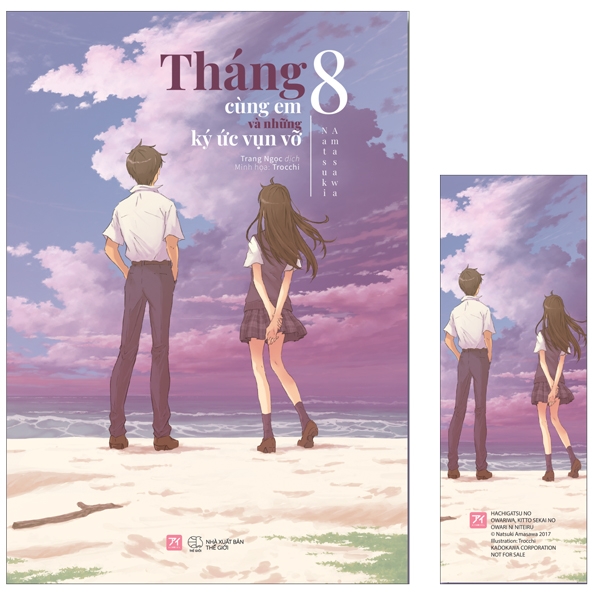 Tháng 8
cùng em
và những
ký ức vụn vỡ
Trang Ngọc dịch
Minh họa: Trocchi
Natsuki
Amasawa
NHÀ XUẤT BẢN
THẾ GIỚI
HACHIGATSU NO
OWARIWA, KITTO SEKAI NO
OWARI NI NITEIRU
© Natsuki Amasawa 2017
Illustration: Trocchi
KADOKAWA CORPORATION
NOT FOR SALE